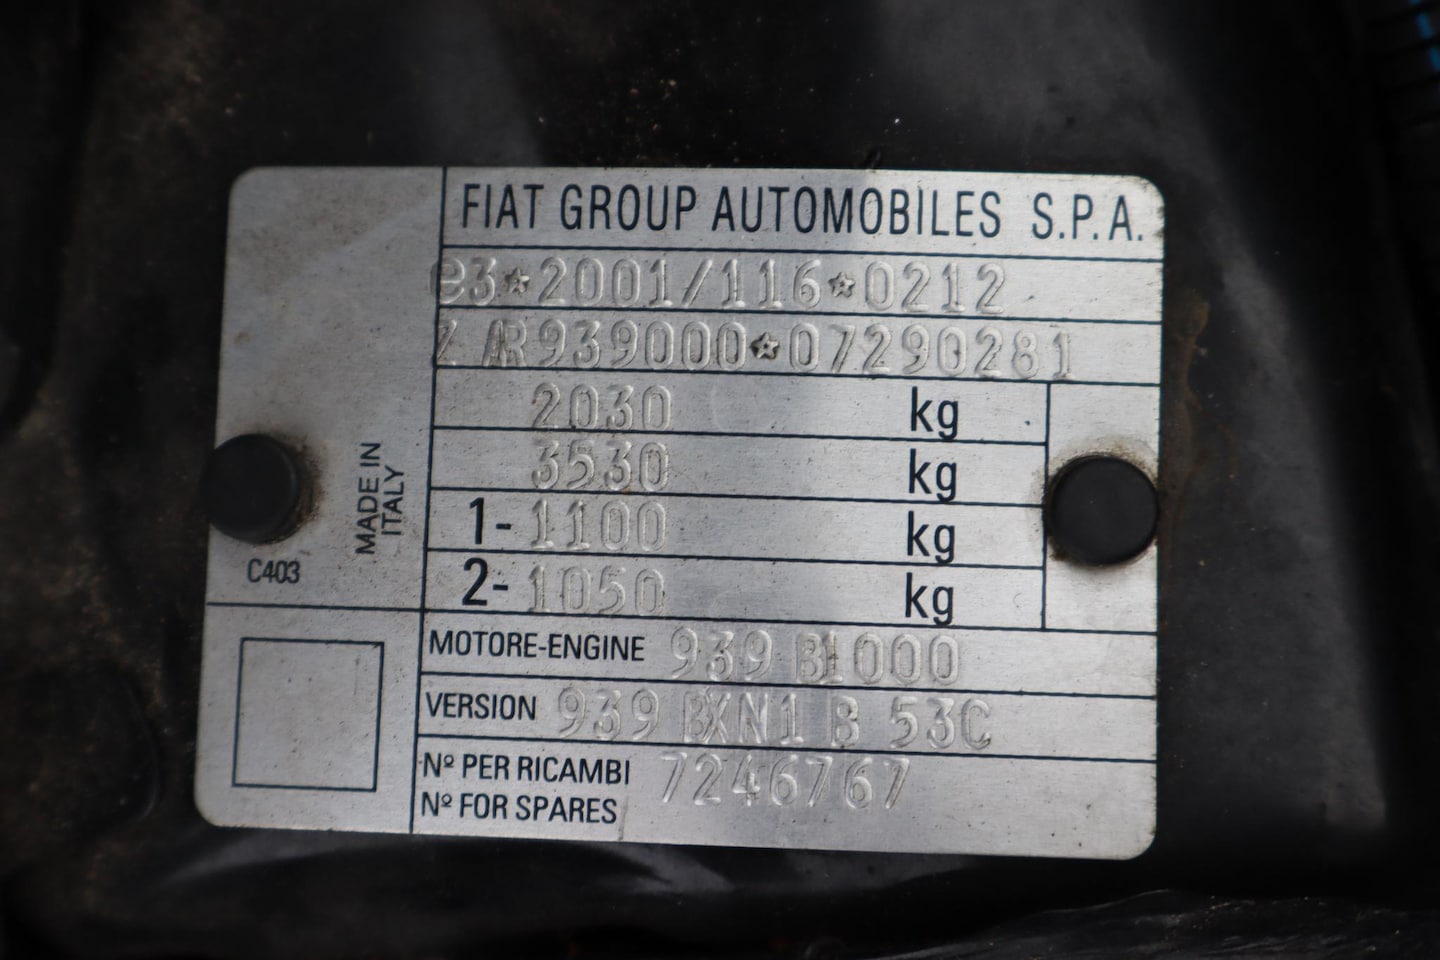 FIAT GROUP AUTOMOBILES S.P.A.
e3*2001/116*0212
ZAR939000*07290281
2030 kg
3530 kg
1- 1100 kg
2- 1050 kg
MADE IN
ITALY
C403
MOTORE-ENGINE 939 B1000
VERSION 939 BXN1 B 53C
Nº PER RICAMBI 7246767
Nº FOR SPARES